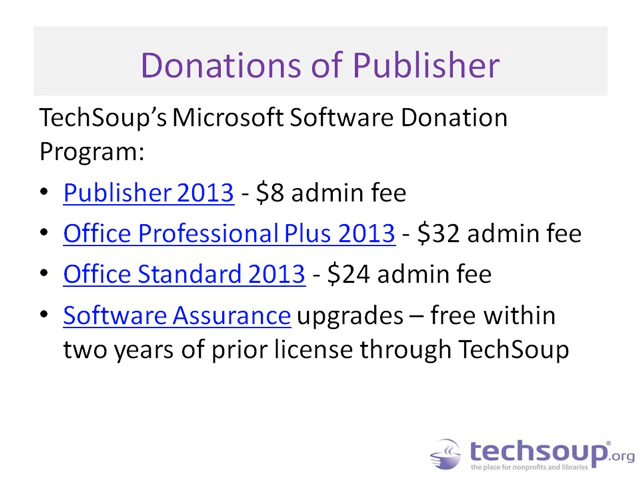 Donations of Publisher
TechSoup’s Microsoft Software Donation
Program:
• Publisher 2013 - $8 admin fee
• Office Professional Plus 2013 - $32 admin fee
• Office Standard 2013 - $24 admin fee
• Software Assurance upgrades – free within
two years of prior license through TechSoup
techsoup®.org
the place for nonprofits and libraries